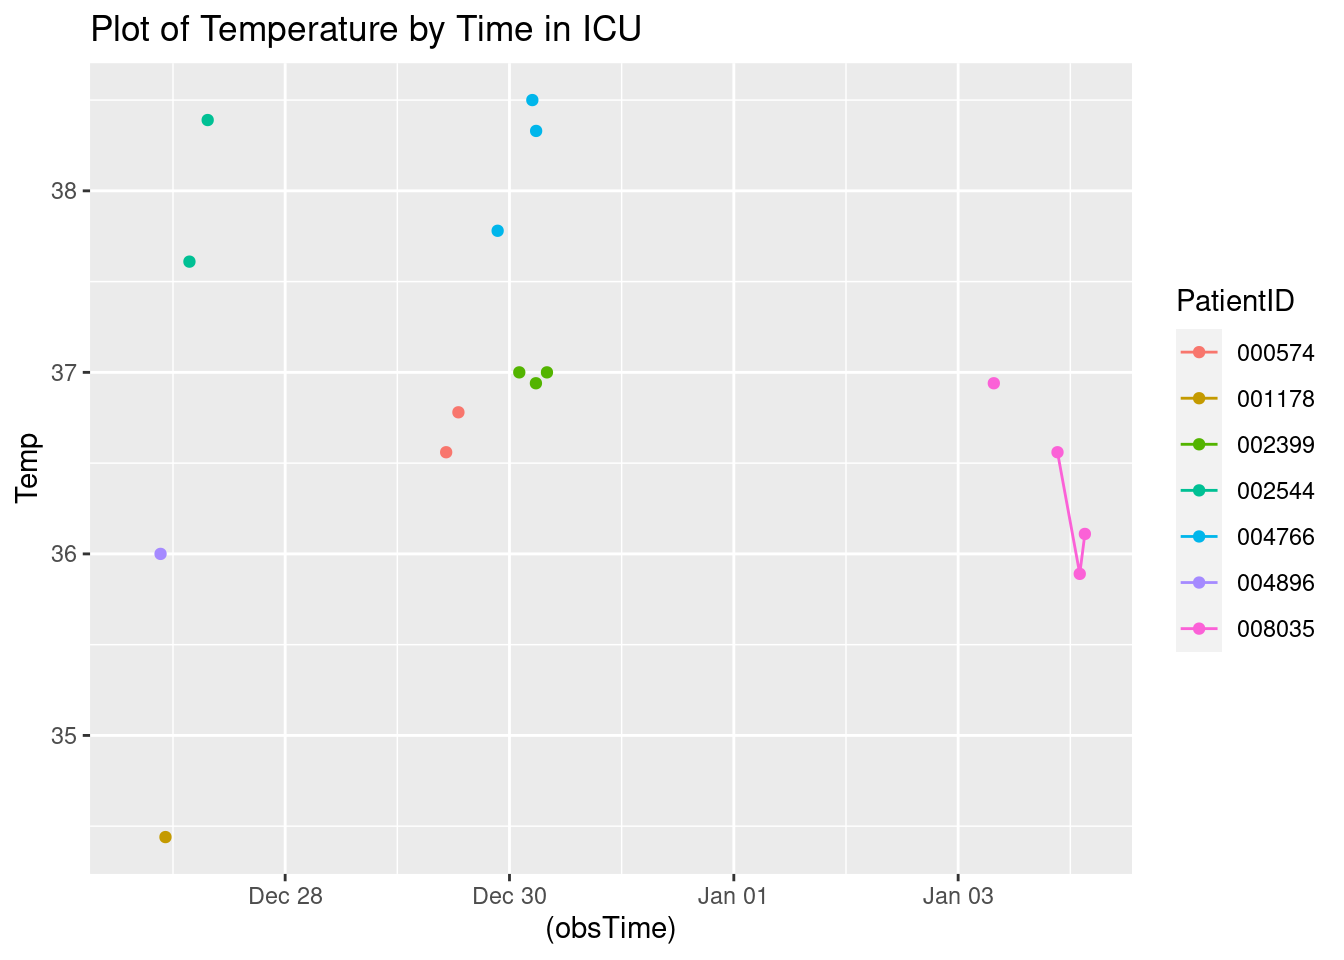 Plot of Temperature by Time in ICU
38
37
36
35
Temp
Dec 28
Dec 30
Jan 01
Jan 03
(obsTime)
PatientID
000574
001178
002399
002544
004766
004896
008035